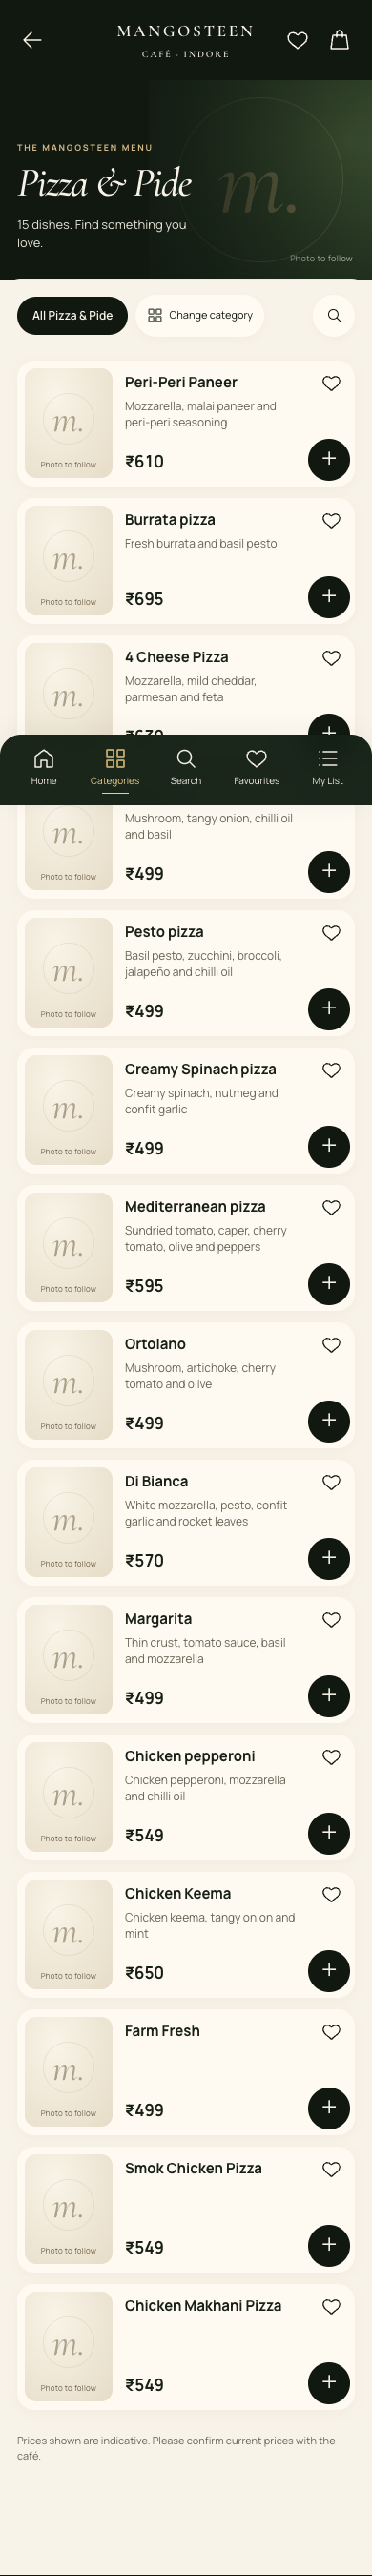 MANGOSTEEN
CAFÉ · INDORE
THE MANGOSTEEN MENU
Pizza & Pide
m.
15 dishes. Find something you
love.
Photo to follow
All Pizza & Pide
Change category
m.
Photo to follow
Peri-Peri Paneer
Mozzarella, malai paneer and
peri-peri seasoning
₹610
m.
Photo to follow
Burrata pizza
Fresh burrata and basil pesto
₹695
m.
4 Cheese Pizza
Mozzarella, mild cheddar,
parmesan and feta
Home
Categories
Search
Favourites
My List
m.
Photo to follow
Mushroom, tangy onion, chilli oil
and basil
₹499
m.
Photo to follow
Pesto pizza
Basil pesto, zucchini, broccoli,
jalapeño and chilli oil
₹499
m.
Photo to follow
Creamy Spinach pizza
Creamy spinach, nutmeg and
confit garlic
₹499
m.
Photo to follow
Mediterranean pizza
Sundried tomato, caper, cherry
tomato, olive and peppers
₹595
m.
Photo to follow
Ortolano
Mushroom, artichoke, cherry
tomato and olive
₹499
m.
Photo to follow
Di Bianca
White mozzarella, pesto, confit
garlic and rocket leaves
₹570
m.
Photo to follow
Margarita
Thin crust, tomato sauce, basil
and mozzarella
₹499
m.
Photo to follow
Chicken pepperoni
Chicken pepperoni, mozzarella
and chilli oil
₹549
m.
Photo to follow
Chicken Keema
Chicken keema, tangy onion and
mint
₹650
m.
Photo to follow
Farm Fresh
₹499
m.
Photo to follow
Smok Chicken Pizza
₹549
m.
Photo to follow
Chicken Makhani Pizza
₹549
Prices shown are indicative. Please confirm current prices with the
café.